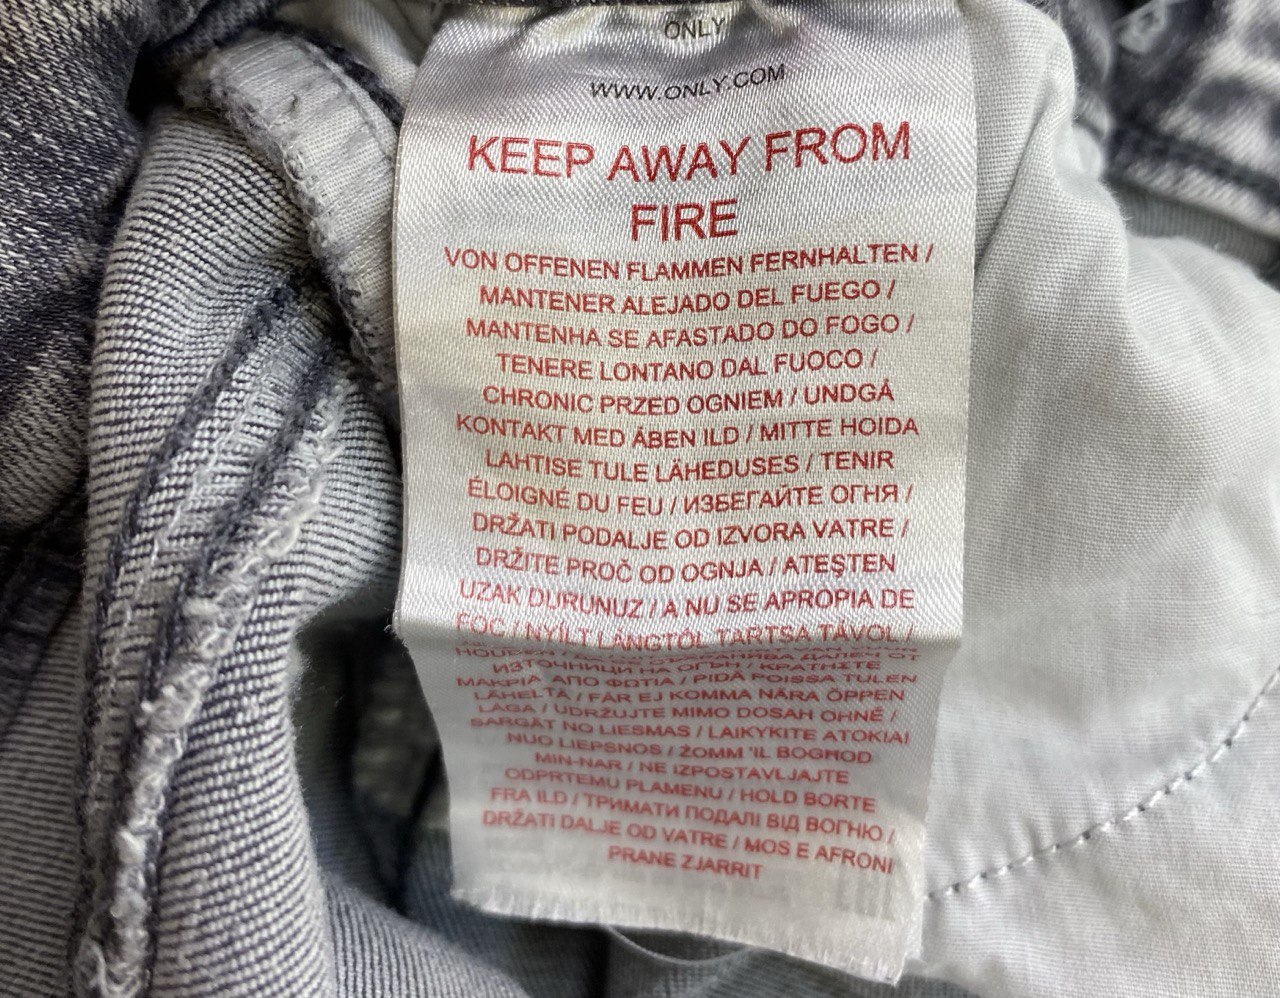 ONLY
WWW.ONLY.COM
KEEP AWAY FROM
FIRE
VON OFFENEN FLAMMEN FERNHALTEN /
MANTENER ALEJADO DEL FUEGO /
MANTENHA SE AFASTADO DO FOGO /
TENERE LONTANO DAL FUOCO /
CHRONIC PRZED OGNIEM / UNDGÅ
KONTAKT MED ÅBEN ILD / MITTE HOIDA
LAHTISE TULE LÄHEDUSES / TENIR
ÉLOIGNÉ DU FEU / ИЗБЕГАЙТЕ ОГНЯ /
DRŽATI PODALJE OD IZVORA VATRE /
DRŽITE PROČ OD OGNJA / ATEŞTEN
UZAK DURUNUZ / A NU SE APROPIA DE
FOC / NYÍLT LÁNGTÓL TARTSA TÁVOL /
HOUDEN ДАЛЕЧ ОТ
ИЗТОЧНИЦИ НА ОГЪН / ΚΡΑΤΗΣΤΕ
ΜΑΚΡΙΑ ΑΠΟ ΦΩΤΙΑ / PIDÄ POISSA TULEN
LÄHELTÄ / FÅR EJ KOMMA NÄRA ÖPPEN
LÅGA / UDRŽUJTE MIMO DOSAH OHNĚ /
SARGĀT NO LIESMAS / LAIKYKITE ATOKIAI
NUO LIEPSNOS / ŻOMM 'IL BOGĦOD
MIN-NAR / NE IZPOSTAVLJAJTE
ODPRTEMU PLAMENU / HOLD BORTE
FRA ILD / ТРИМАТИ ПОДАЛІ ВІД ВОГНЮ /
DRŽATI DALJE OD VATRE / MOS E AFRONI
PRANE ZJARRIT